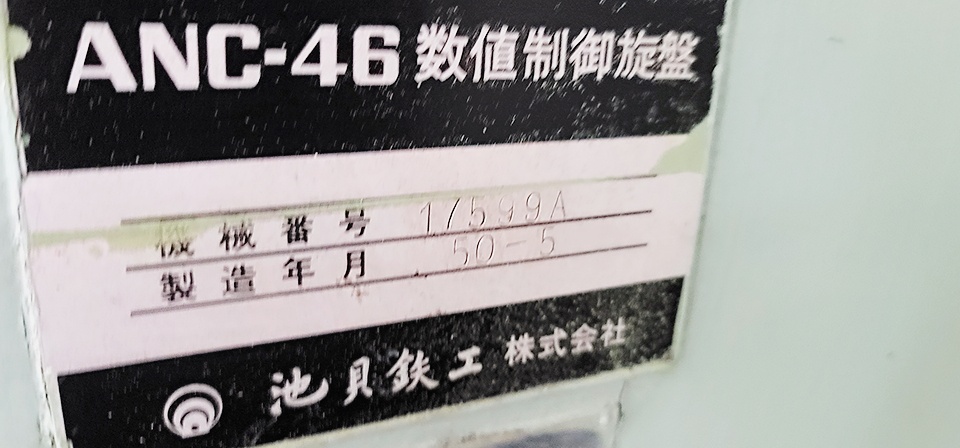 ANC-46 数値制御旋盤
機械番号 17599A
製造年月 50-5
池貝鉄工 株式会社